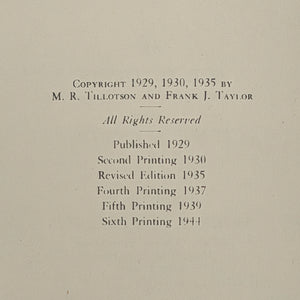 COPYRIGHT 1929, 1930, 1935 BY
M. R. TILLOTSON AND FRANK J. TAYLOR
All Rights Reserved
Published 1929
Second Printing 1930
Revised Edition 1935
Fourth Printing 1937
Fifth Printing 1939
Sixth Printing 1944